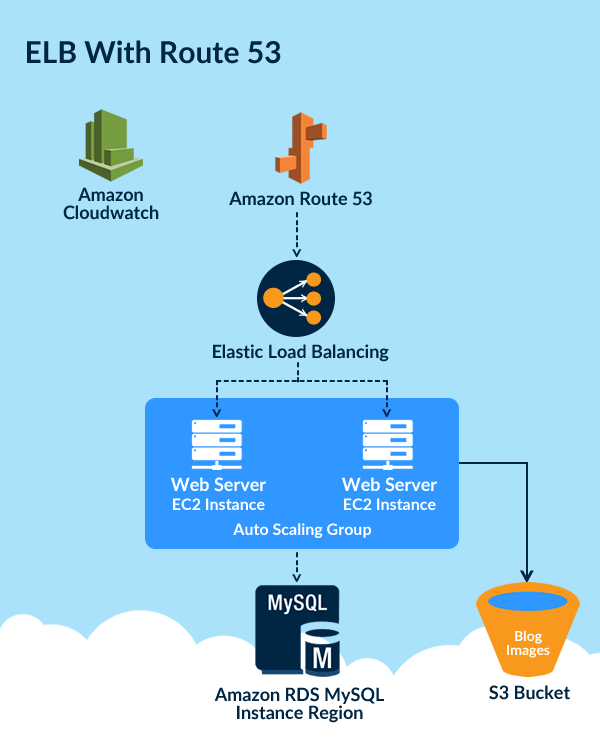 ELB With Route 53
Amazon
Cloudwatch
Amazon Route 53
Elastic Load Balancing
Web Server
EC2 Instance
Web Server
EC2 Instance
Auto Scaling Group
MySQL
M
Amazon RDS MySQL
Instance Region
Blog
Images
S3 Bucket